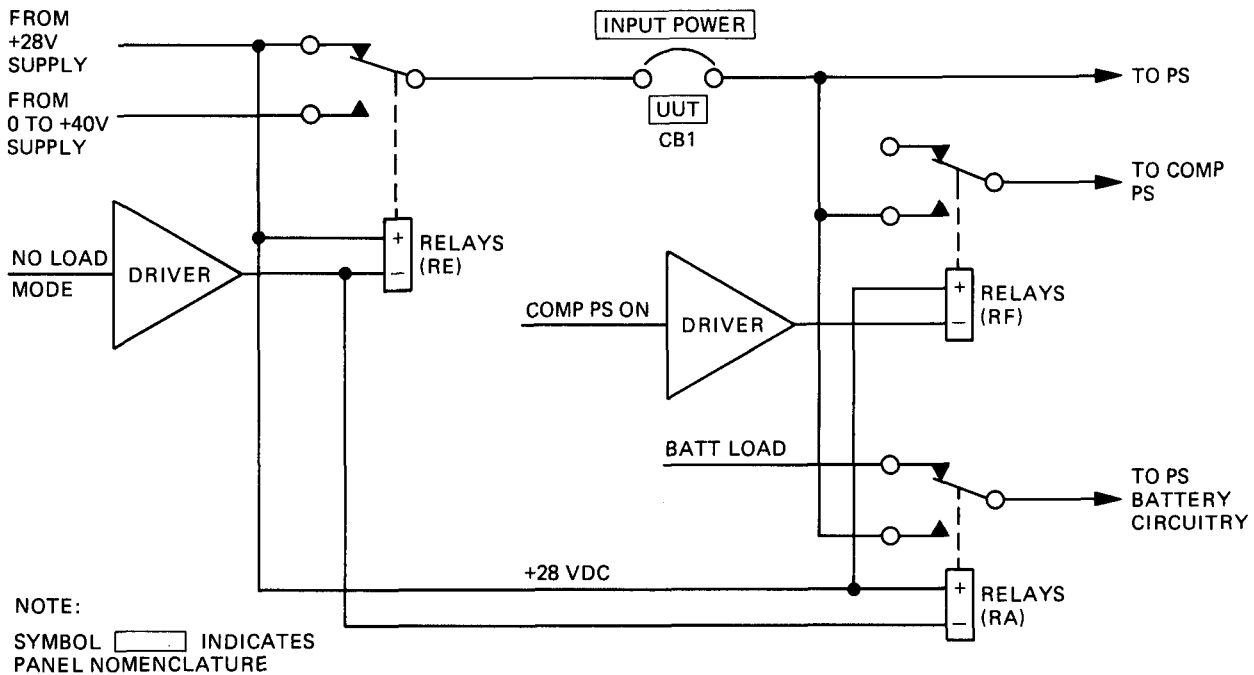 FROM
+28V
SUPPLY
INPUT POWER
TO PS
FROM
0 TO +40V
SUPPLY
UUT
CB1
TO COMP
PS
NO LOAD
MODE
DRIVER
+
−
RELAYS
(RE)
COMP PS ON
DRIVER
+
−
RELAYS
(RF)
BATT LOAD
TO PS
BATTERY
CIRCUITRY
+28 VDC
+
−
RELAYS
(RA)
NOTE:
SYMBOL INDICATES
PANEL NOMENCLATURE